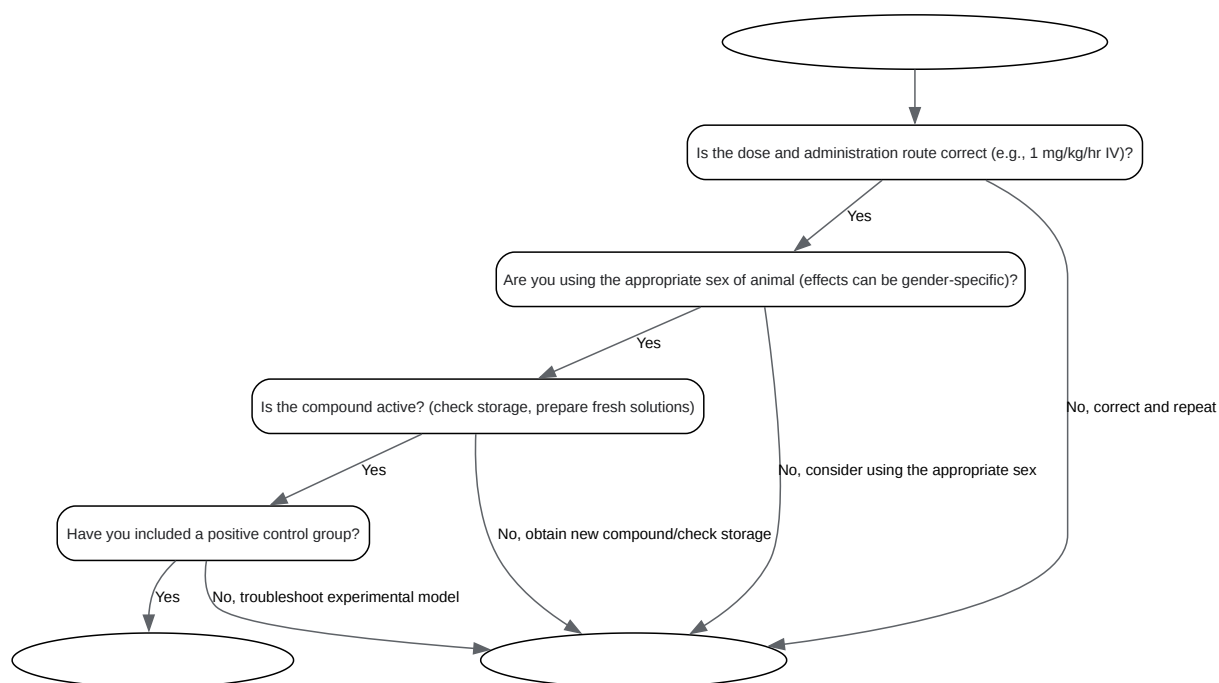 Is the dose and administration route correct (e.g., 1 mg/kg/hr IV)?
Yes
Are you using the appropriate sex of animal (effects can be gender-specific)?
Yes
Is the compound active? (check storage, prepare fresh solutions)
No, correct and repeat
Yes
No, consider using the appropriate sex
Have you included a positive control group?
No, obtain new compound/check storage
Yes
No, troubleshoot experimental model